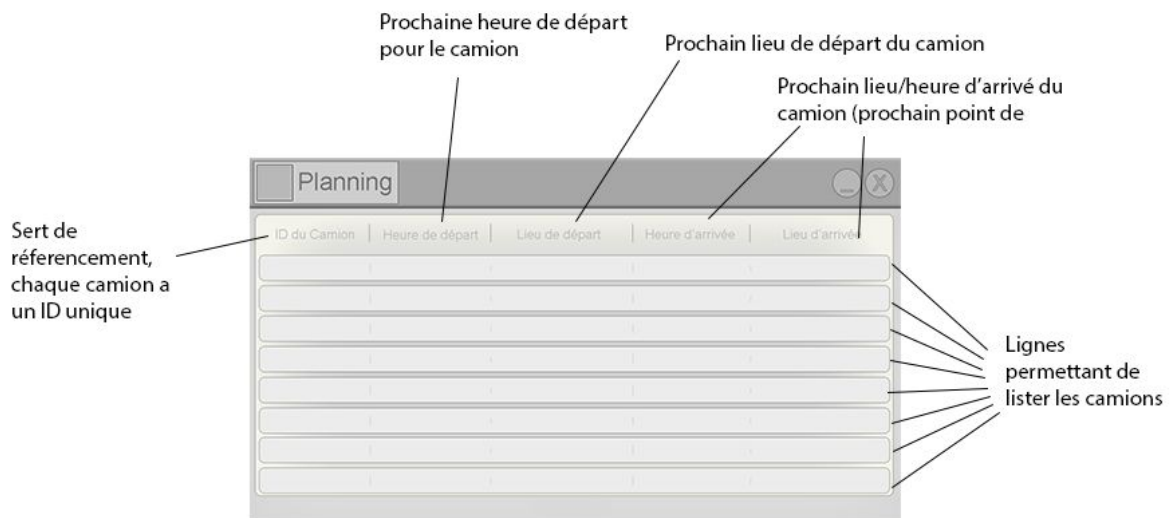 Prochaine heure de départ
pour le camion
Prochain lieu de départ du camion
Prochain lieu/heure d'arrivé du
camion (prochain point de
Planning
Sert de
réferencement,
chaque camion a
un ID unique
ID du Camion | Heure de départ | Lieu de départ | Heure d'arrivée | Lieu d'arrivée
Lignes
permettant de
lister les camions